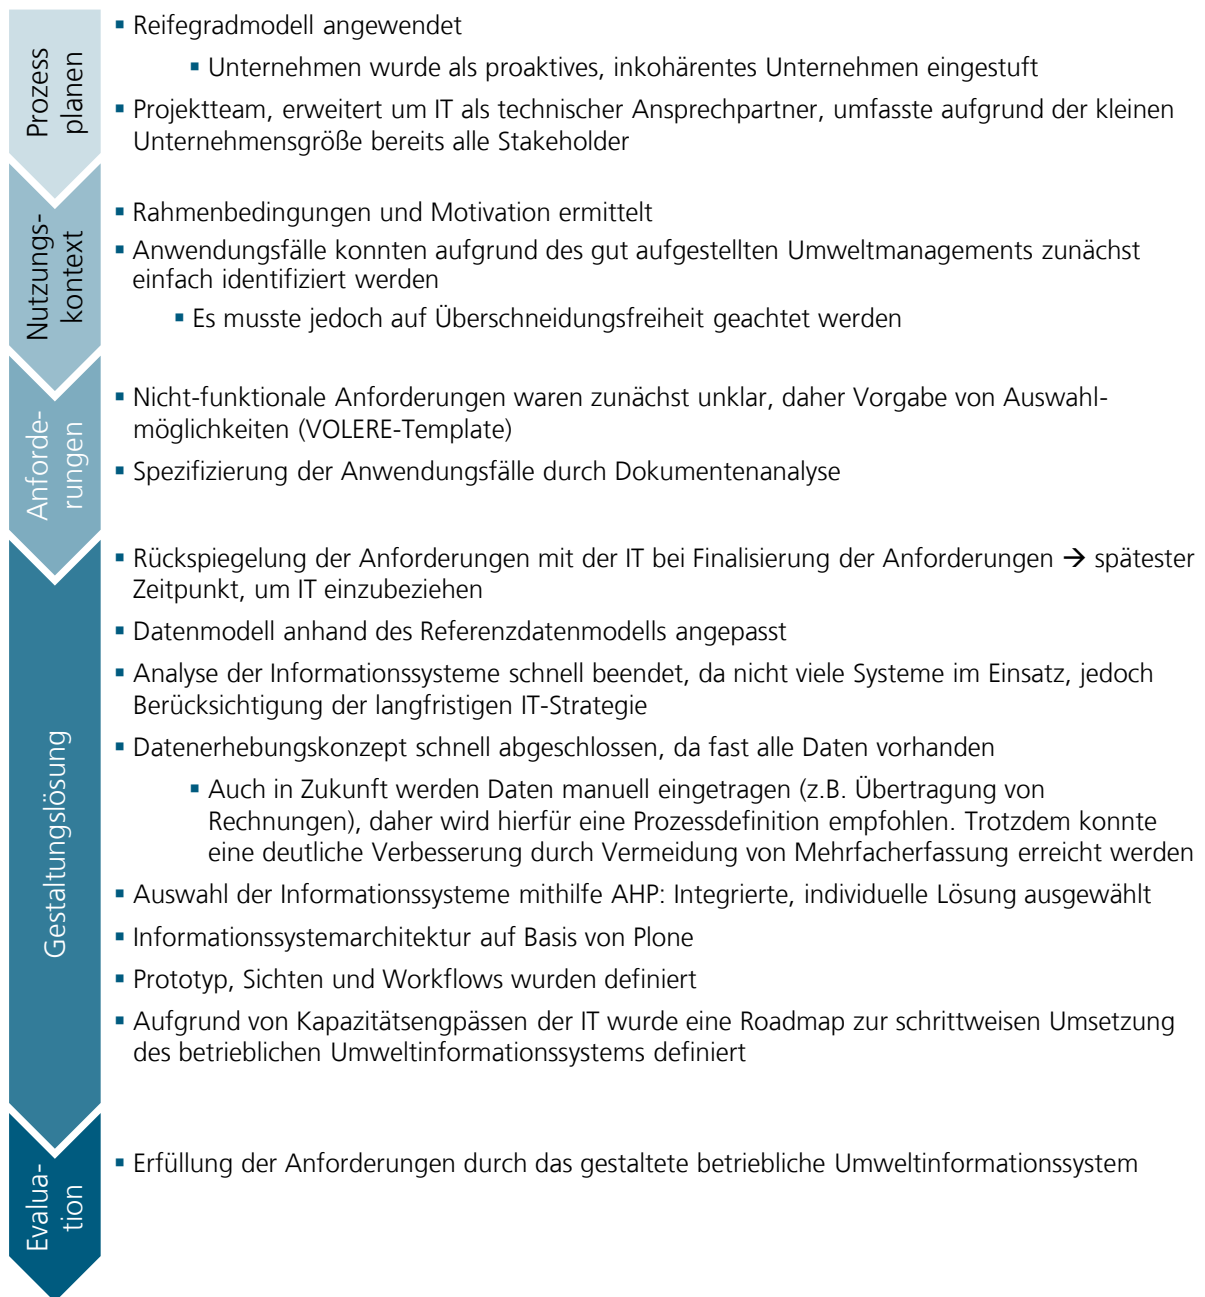 Prozess
planen
▪ Reifegradmodell angewendet
▪ Unternehmen wurde als proaktives, inkohärentes Unternehmen eingestuft
▪ Projektteam, erweitert um IT als technischer Ansprechpartner, umfasste aufgrund der kleinen
Unternehmensgröße bereits alle Stakeholder
Nutzungs-
kontext
▪ Rahmenbedingungen und Motivation ermittelt
▪ Anwendungsfälle konnten aufgrund des gut aufgestellten Umweltmanagements zunächst
einfach identifiziert werden
▪ Es musste jedoch auf Überschneidungsfreiheit geachtet werden
Anforde-
rungen
▪ Nicht-funktionale Anforderungen waren zunächst unklar, daher Vorgabe von Auswahl-
möglichkeiten (VOLERE-Template)
▪ Spezifizierung der Anwendungsfälle durch Dokumentenanalyse
Gestaltungslösung
▪ Rückspiegelung der Anforderungen mit der IT bei Finalisierung der Anforderungen → spätester
Zeitpunkt, um IT einzubeziehen
▪ Datenmodell anhand des Referenzdatenmodells angepasst
▪ Analyse der Informationssysteme schnell beendet, da nicht viele Systeme im Einsatz, jedoch
Berücksichtigung der langfristigen IT-Strategie
▪ Datenerhebungskonzept schnell abgeschlossen, da fast alle Daten vorhanden
▪ Auch in Zukunft werden Daten manuell eingetragen (z.B. Übertragung von
Rechnungen), daher wird hierfür eine Prozessdefinition empfohlen. Trotzdem konnte
eine deutliche Verbesserung durch Vermeidung von Mehrfacherfassung erreicht werden
▪ Auswahl der Informationssysteme mithilfe AHP: Integrierte, individuelle Lösung ausgewählt
▪ Informationssystemarchitektur auf Basis von Plone
▪ Prototyp, Sichten und Workflows wurden definiert
▪ Aufgrund von Kapazitätsengpässen der IT wurde eine Roadmap zur schrittweisen Umsetzung
des betrieblichen Umweltinformationssystems definiert
Evalua-
tion
▪ Erfüllung der Anforderungen durch das gestaltete betriebliche Umweltinformationssystem